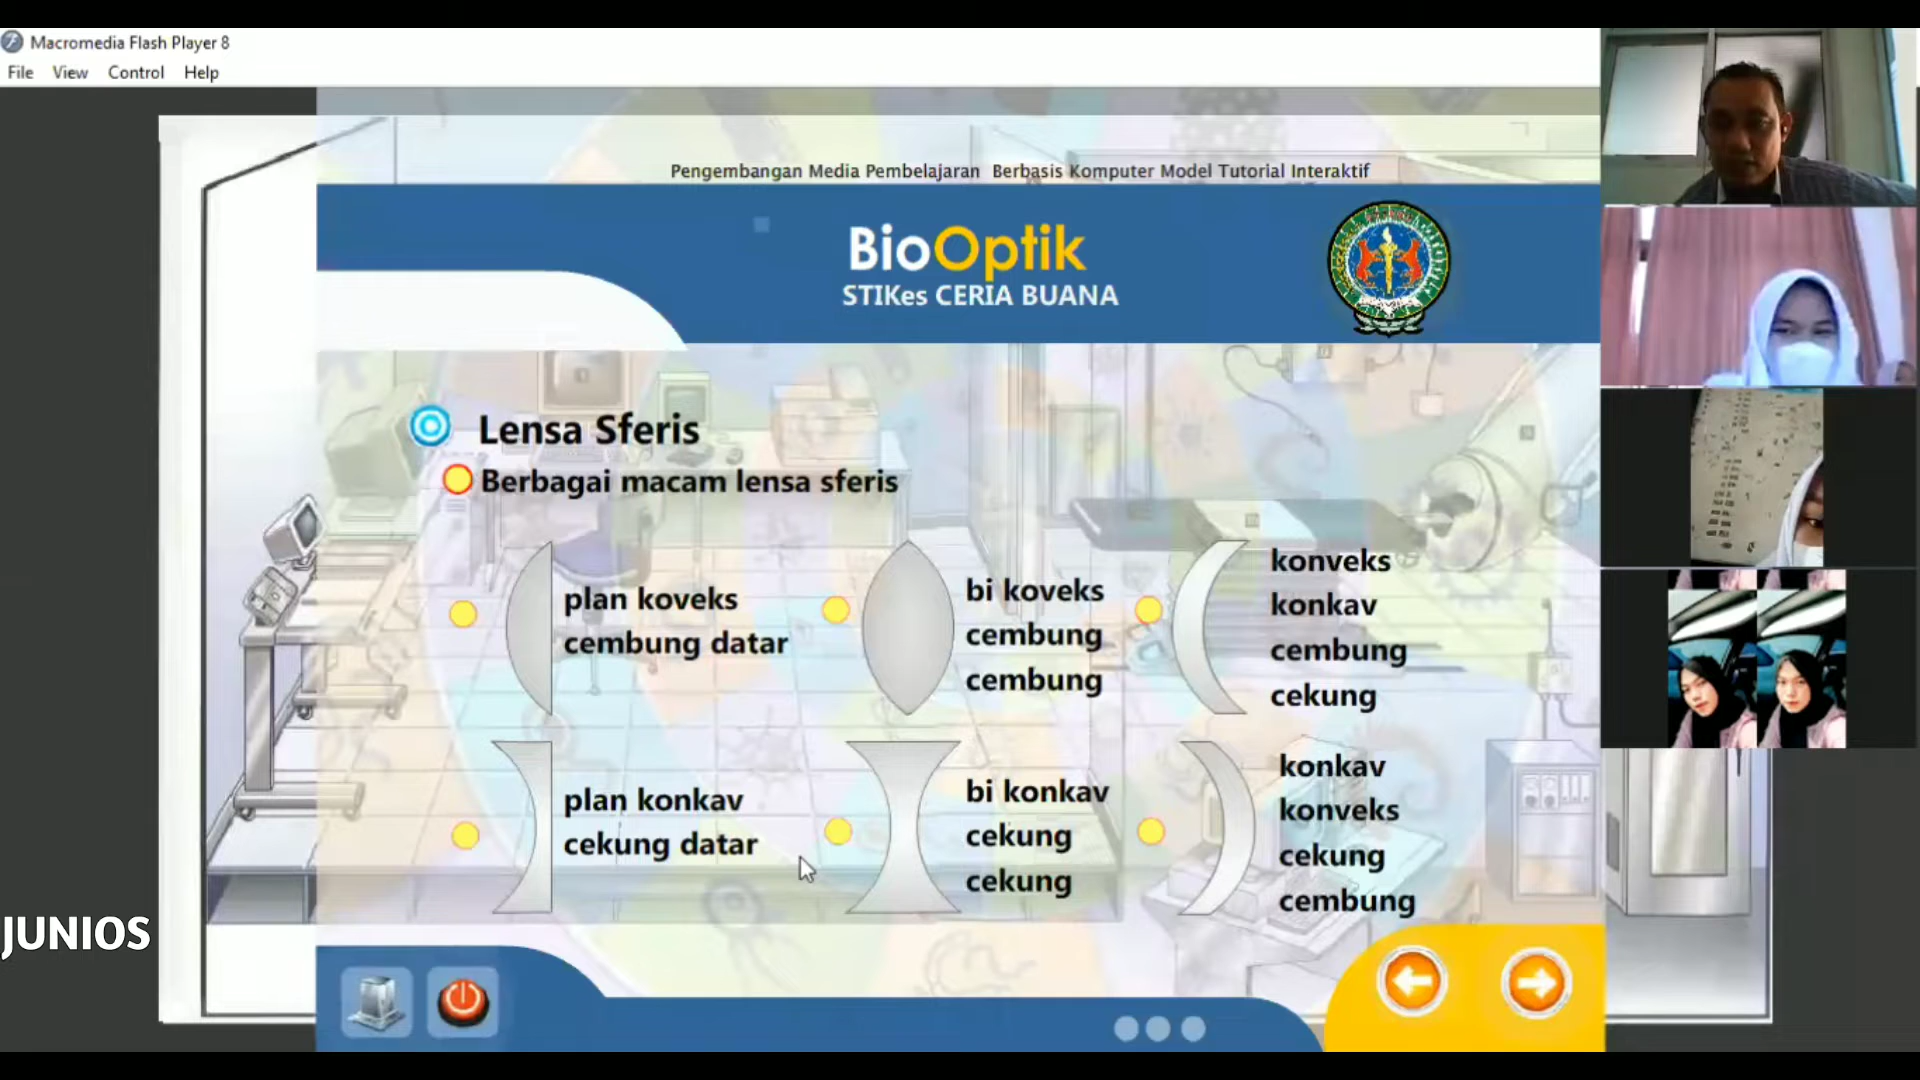 Macromedia Flash Player 8
File View Control Help
Pengembangan Media Pembelajaran Berbasis Komputer Model Tutorial Interaktif
BioOptik
STIKes CERIA BUANA
Lensa Sferis
Berbagai macam lensa sferis
plan koveks
cembung datar
bi koveks
cembung
cembung
konveks
konkav
cembung
cekung
plan konkav
cekung datar
bi konkav
cekung
cekung
konkav
konveks
cekung
cembung
JUNIOS